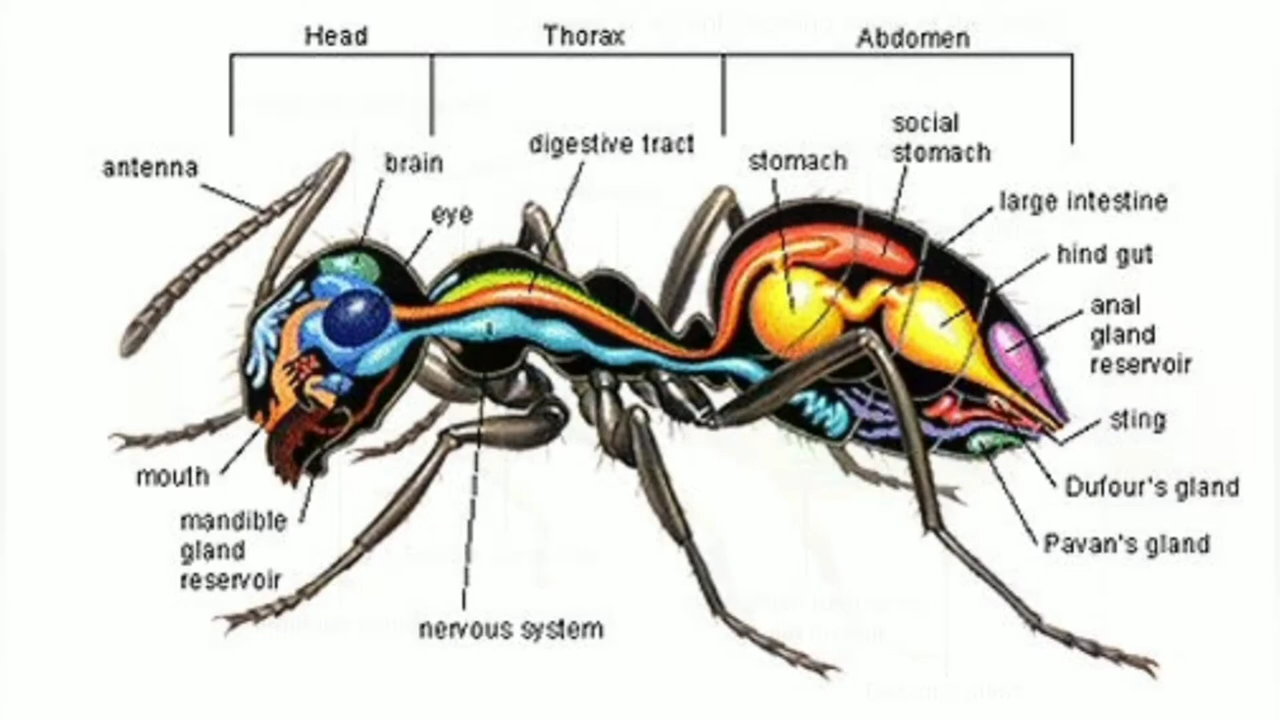 Head
Thorax
Abdomen
antenna
brain
eye
digestive tract
stomach
social
stomach
large intestine
hind gut
anal
gland
reservoir
sting
Dufour's gland
Pavan's gland
mouth
mandible
gland
reservoir
nervous system